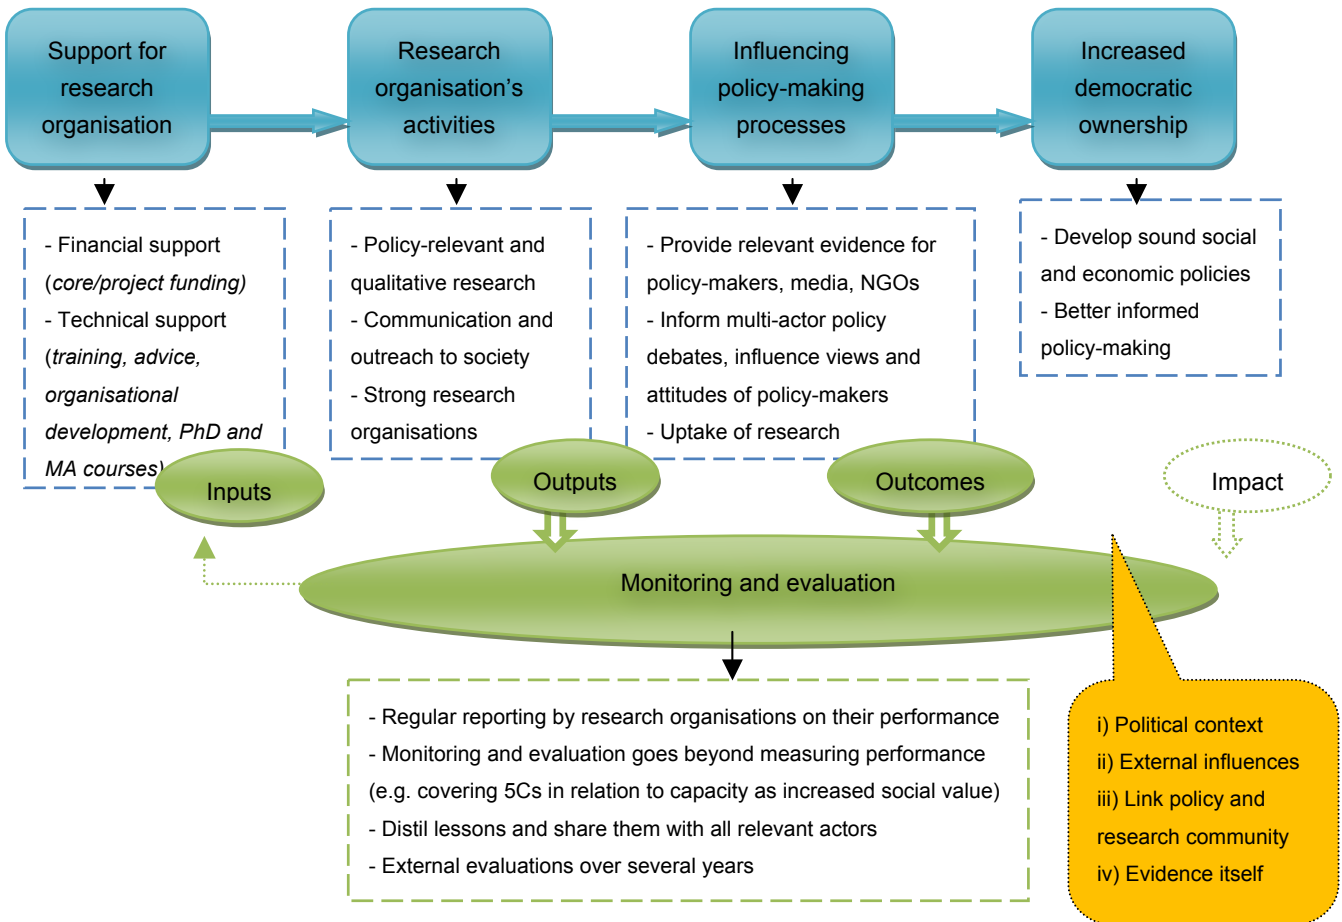 Support for
research
organisation
Research
organisation's
activities
Influencing
policy-making
processes
Increased
democratic
ownership
- Financial support
(core/project funding)
- Technical support
(training, advice,
organisational
development, PhD and
MA courses)
- Policy-relevant and
qualitative research
- Communication and
outreach to society
- Strong research
organisations
- Provide relevant evidence for
policy-makers, media, NGOs
- Inform multi-actor policy
debates, influence views and
attitudes of policy-makers
- Uptake of research
- Develop sound social
and economic policies
- Better informed
policy-making
Inputs
Outputs
Outcomes
Impact
Monitoring and evaluation
- Regular reporting by research organisations on their performance
- Monitoring and evaluation goes beyond measuring performance
(e.g. covering 5Cs in relation to capacity as increased social value)
- Distil lessons and share them with all relevant actors
- External evaluations over several years
i) Political context
ii) External influences
iii) Link policy and
research community
iv) Evidence itself